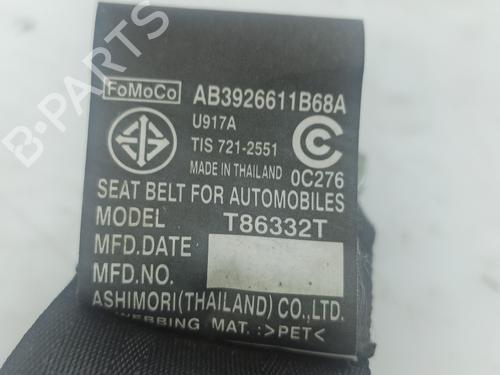 FoMoCo AB3926611B68A
U917A
TIS 721-2551
MADE IN THAILAND 0C276
SEAT BELT FOR AUTOMOBILES
MODEL T86332T
MFD.DATE
MFD.NO.
ASHIMORI(THAILAND) CO.,LTD.
WEBBING MAT. :>PET<